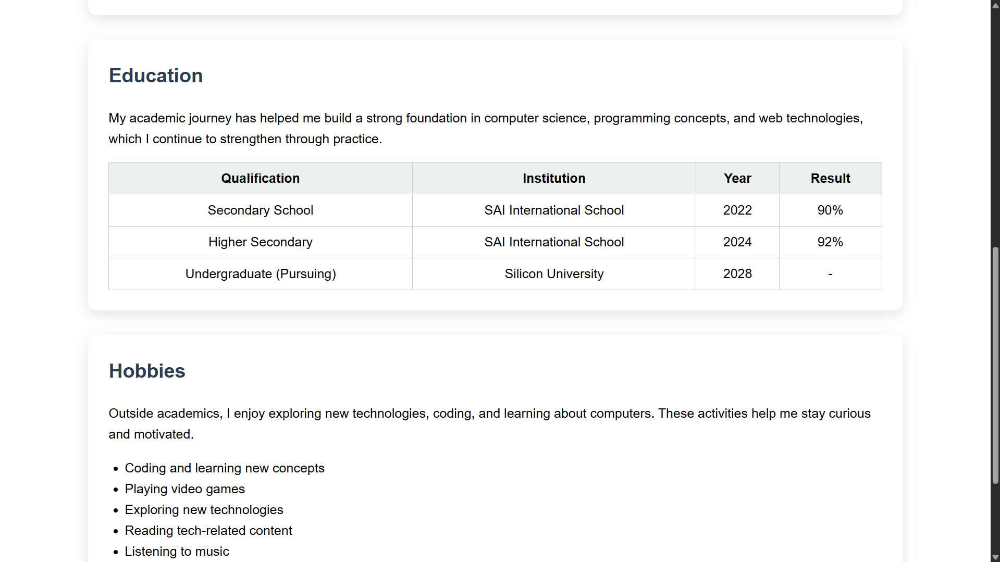 Education
My academic journey has helped me build a strong foundation in computer science, programming concepts, and web technologies,
which I continue to strengthen through practice.
Qualification Institution Year Result
Secondary School SAI International School 2022 90%
Higher Secondary SAI International School 2024 92%
Undergraduate (Pursuing) Silicon University 2028 -
Hobbies
Outside academics, I enjoy exploring new technologies, coding, and learning about computers. These activities help me stay curious
and motivated.
• Coding and learning new concepts
• Playing video games
• Exploring new technologies
• Reading tech-related content
• Listening to music